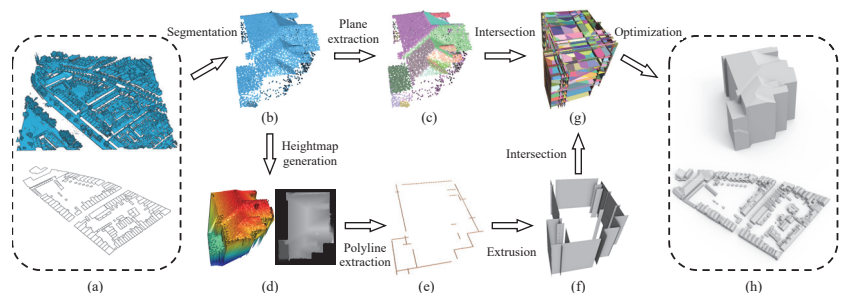 Segmentation
Plane
extraction
Intersection
Optimization
(b)
(c)
(g)
Heightmap
generation
Intersection
Polyline
extraction
Extrusion
(a)
(d)
(e)
(f)
(h)